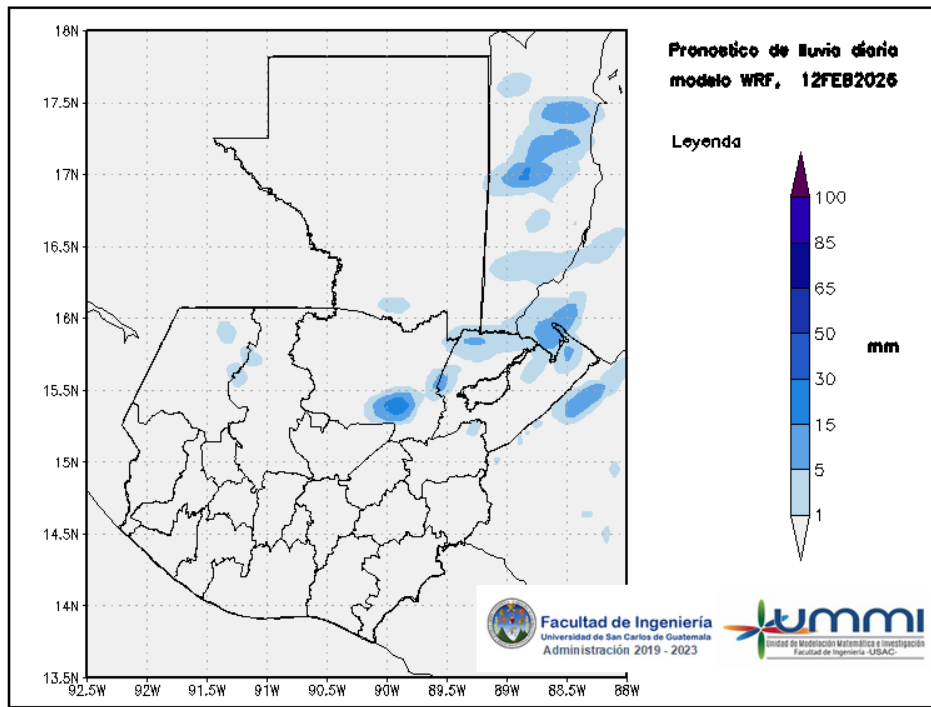 Pronostico de lluvia diaria
modelo WRF, 12FEB2026
Leyenda
100
85
65
50
30
15
5
1
mm
18N
17.5N
17N
16.5N
16N
15.5N
15N
14.5N
14N
13.5N
92.5W
92W
91.5W
91W
90.5W
90W
89.5W
89W
88.5W
88W
Facultad de Ingeniería
Universidad de San Carlos de Guatemala
Administración 2019 - 2023
UMMI
Unidad de Modelación Matemática e Investigación
Facultad de Ingeniería -USAC-